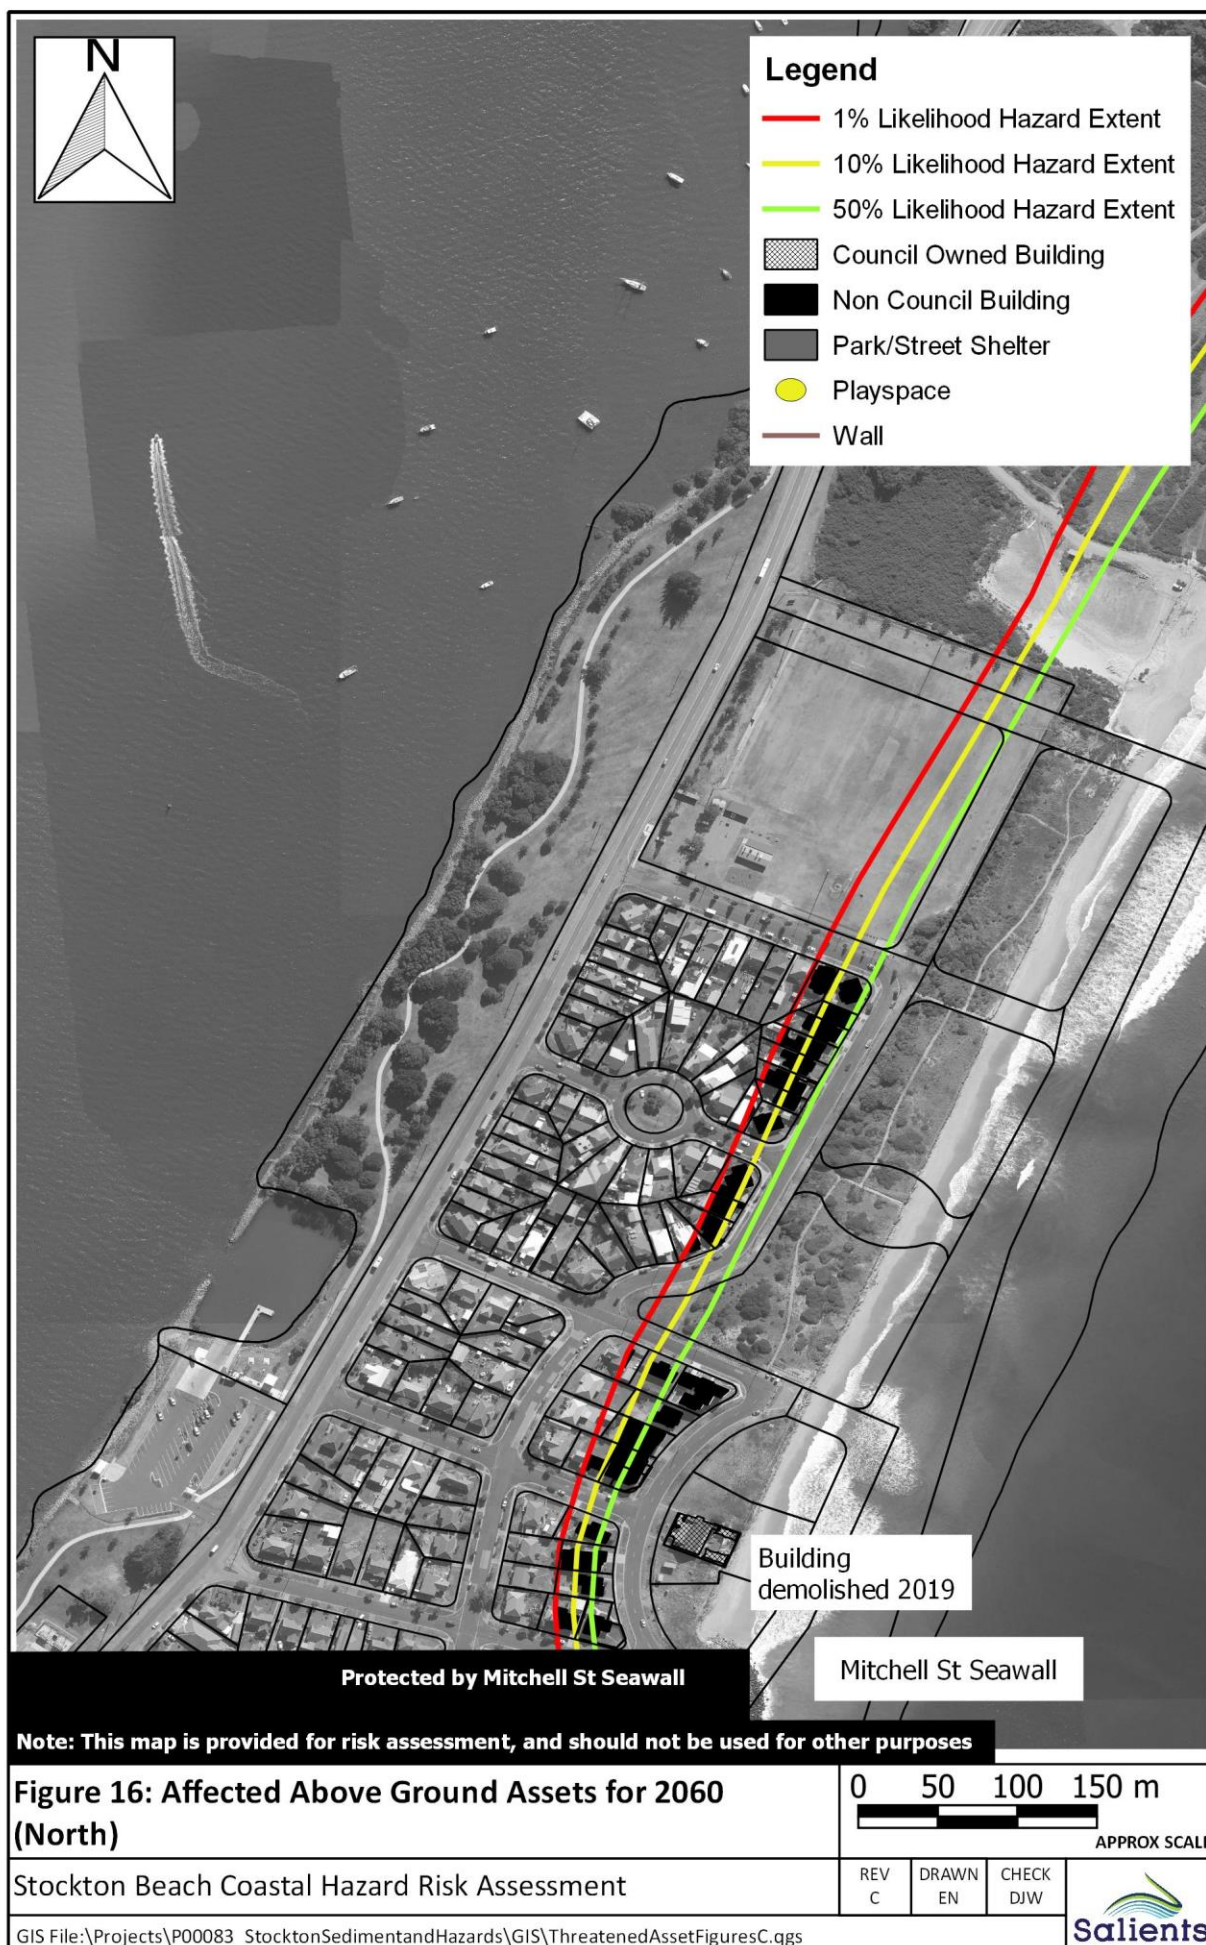 N
Legend
1% Likelihood Hazard Extent
10% Likelihood Hazard Extent
50% Likelihood Hazard Extent
Council Owned Building
Non Council Building
Park/Street Shelter
Playspace
Wall
Building
demolished 2019
Mitchell St Seawall
Protected by Mitchell St Seawall
Note: This map is provided for risk assessment, and should not be used for other purposes
Figure 16: Affected Above Ground Assets for 2060
(North)
0 50 100 150 m
APPROX SCALE
Stockton Beach Coastal Hazard Risk Assessment
REV DRAWN CHECK
C EN DJW
Salients
GIS File:\Projects\P00083_StocktonSedimentandHazards\GIS\ThreatenedAssetFiguresC.qgs